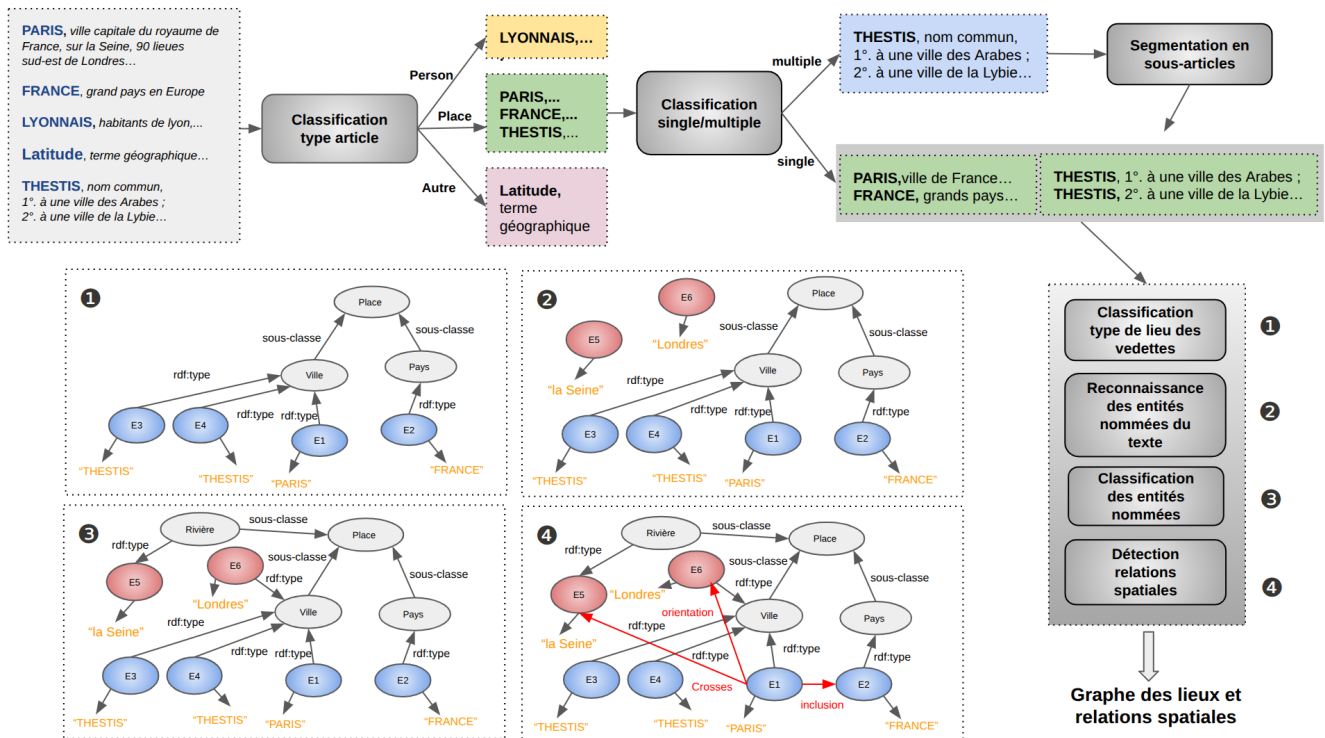 PARIS, ville capitale du royaume de
France, sur la Seine, 90 lieues
sud-est de Londres…
FRANCE, grand pays en Europe
LYONNAIS, habitants de lyon,...
Latitude, terme géographique…
THESTIS, nom commun,
1°. à une ville des Arabes ;
2°. à une ville de la Lybie…
Classification
type article
Person
Place
Autre
LYONNAIS,…
PARIS,...
FRANCE,...
THESTIS,...
Latitude,
terme
géographique
Classification
single/multiple
multiple
single
THESTIS, nom commun,
1°. à une ville des Arabes ;
2°. à une ville de la Lybie…
Segmentation en
sous-articles
PARIS,ville de France…
FRANCE, grands pays…
THESTIS, 1°. à une ville des Arabes ;
THESTIS, 2°. à une ville de la Lybie…
❶
Place
sous-classe
sous-classe
Ville
Pays
rdf:type
rdf:type
rdf:type
rdf:type
E3
E4
E1
E2
“THESTIS”
“THESTIS”
“PARIS”
“FRANCE”
❷
E6
Place
“Londres”
sous-classe
sous-classe
E5
“la Seine”
Ville
Pays
rdf:type
rdf:type
rdf:type
rdf:type
E3
E4
E1
E2
“THESTIS”
“THESTIS”
“PARIS”
“FRANCE”
❸
Rivière
sous-classe
Place
rdf:type
E6
sous-classe
sous-classe
E5
rdf:type
“Londres”
“la Seine”
Ville
Pays
rdf:type
rdf:type
rdf:type
rdf:type
E3
E4
E1
E2
“THESTIS”
“THESTIS”
“PARIS”
“FRANCE”
❹
Rivière
sous-classe
Place
rdf:type
E6
sous-classe
sous-classe
E5
“Londres”
rdf:type
orientation
“la Seine”
Ville
Pays
rdf:type
rdf:type
rdf:type
rdf:type
E3
E4
Crosses
E1
inclusion
E2
“THESTIS”
“THESTIS”
“PARIS”
“FRANCE”
Classification
type de lieu des
vedettes
❶
Reconnaissance
des entités
nommées du
texte
❷
Classification
des entités
nommées
❸
Détection
relations
spatiales
❹
Graphe des lieux et
relations spatiales